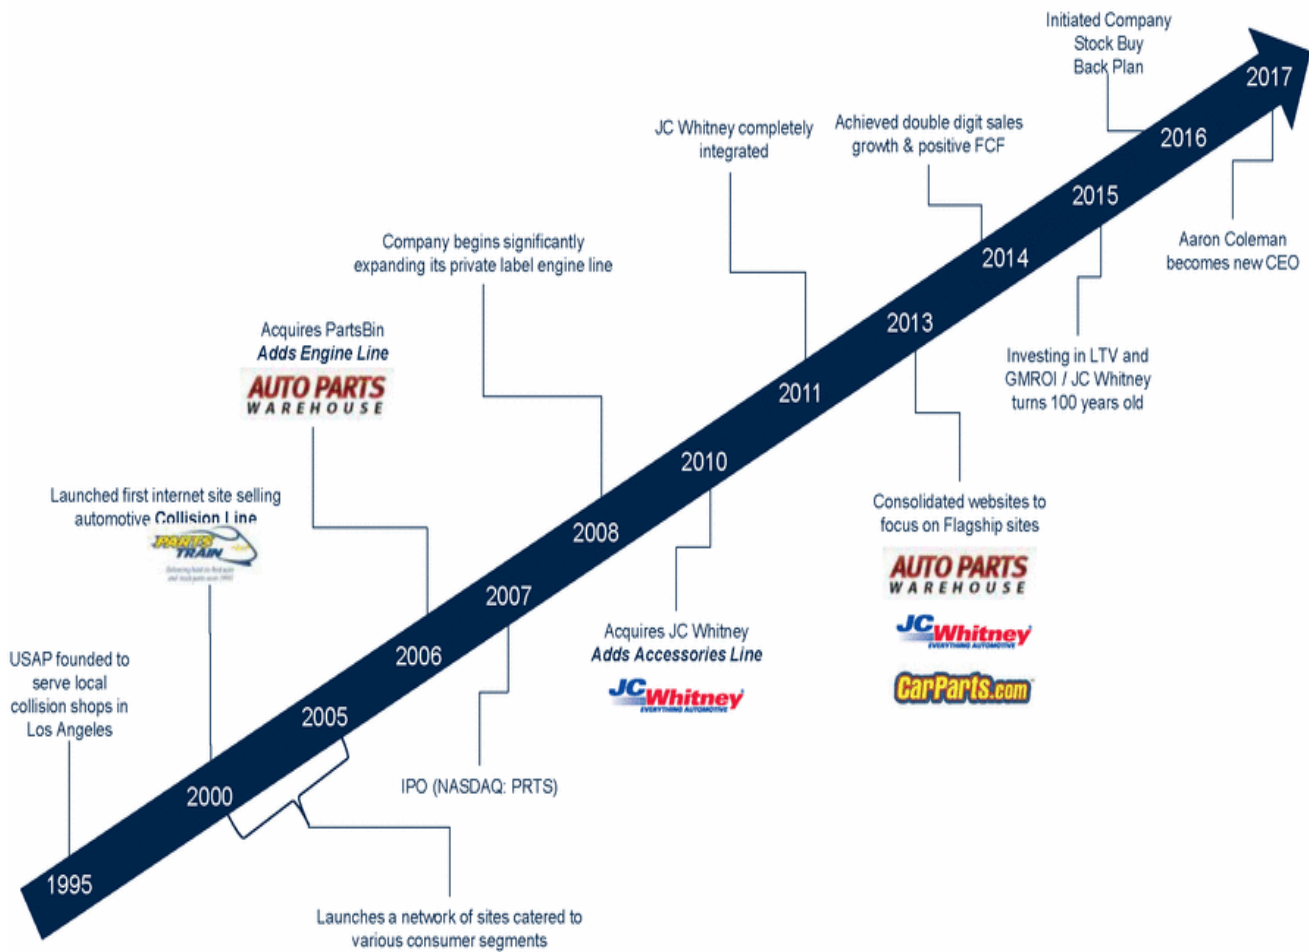 Initiated Company
Stock Buy
Back Plan
2017
JC Whitney completely
integrated
Achieved double digit sales
growth & positive FCF
2016
2015
Company begins significantly
expanding its private label engine line
2014
Aaron Coleman
becomes new CEO
Acquires PartsBin
Adds Engine Line
AUTO PARTS
WAREHOUSE
2013
Investing in LTV and
GMROI / JC Whitney
turns 100 years old
2011
2010
Launched first internet site selling
automotive Collision Line
PARTS
TRAIN
2008
Consolidated websites to
focus on Flagship sites
AUTO PARTS
WAREHOUSE
JC Whitney
EVERYTHING AUTOMOTIVE
CarParts.com
2007
Acquires JC Whitney
Adds Accessories Line
JC Whitney
EVERYTHING AUTOMOTIVE
2006
USAP founded to
serve local
collision shops in
Los Angeles
2005
IPO (NASDAQ: PRTS)
2000
1995
Launches a network of sites catered to
various consumer segments